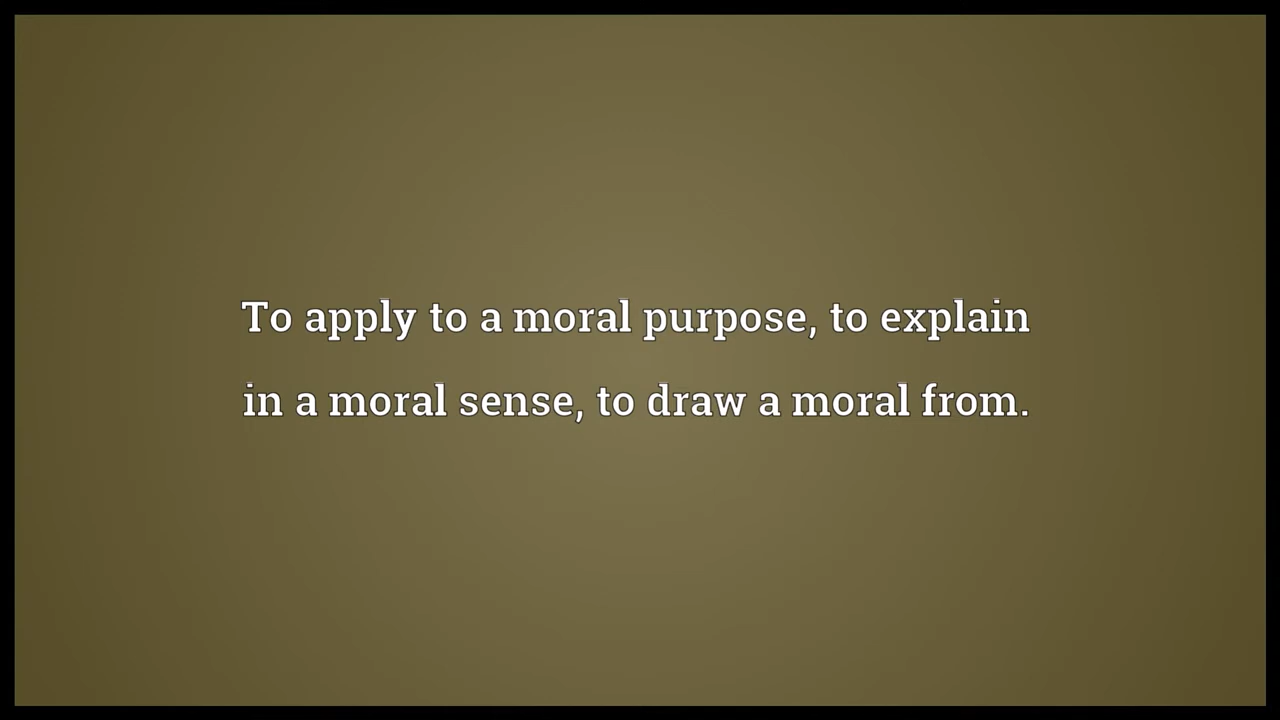 To apply to a moral purpose, to explain
in a moral sense, to draw a moral from.